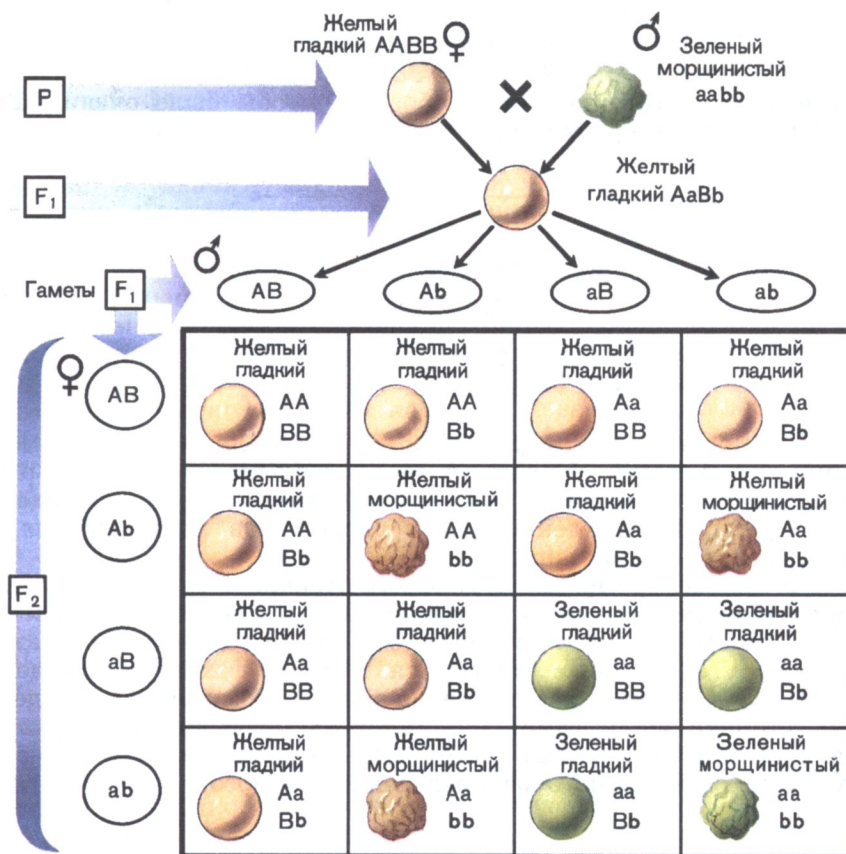 Желтый
гладкий ААВВ ♀
♂
Зеленый
морщинистый
ааbb
P
×
F₁
Желтый
гладкий АаВb
Гаметы F₁
♂
AB
Ab
aB
ab
♀
F₂
AB
Желтый
гладкий
AA
BB
Желтый
гладкий
AA
Bb
Желтый
гладкий
Aa
BB
Желтый
гладкий
Aa
Bb
Ab
Желтый
гладкий
AA
Bb
Желтый
морщинистый
AA
bb
Желтый
гладкий
Aa
Bb
Желтый
морщинистый
Aa
bb
aB
Желтый
гладкий
Aa
BB
Желтый
гладкий
Aa
Bb
Зеленый
гладкий
aa
BB
Зеленый
гладкий
aa
Bb
ab
Желтый
гладкий
Aa
Bb
Желтый
морщинистый
Aa
bb
Зеленый
гладкий
aa
Bb
Зеленый
морщинистый
aa
bb